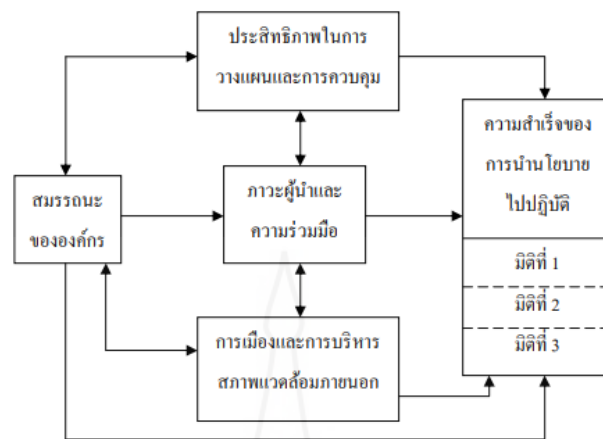 ประสิทธิภาพในการ
วางแผนและการควบคุม
ความสำเร็จของ
การนำนโยบาย
ไปปฏิบัติ
สมรรถนะ
ขององค์กร
ภาวะผู้นำและ
ความร่วมมือ
มิติที่ 1
มิติที่ 2
มิติที่ 3
การเมืองและการบริหาร
สภาพแวดล้อมภายนอก